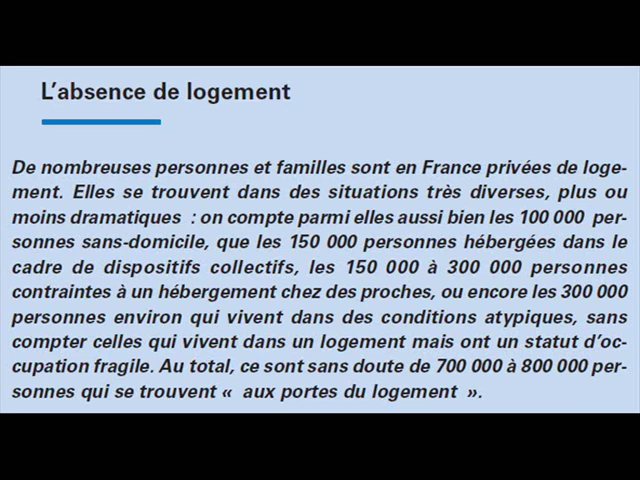 L'absence de logement
De nombreuses personnes et familles sont en France privées de loge-
ment. Elles se trouvent dans des situations très diverses, plus ou
moins dramatiques : on compte parmi elles aussi bien les 100 000 per-
sonnes sans-domicile, que les 150 000 personnes hébergées dans le
cadre de dispositifs collectifs, les 150 000 à 300 000 personnes
contraintes à un hébergement chez des proches, ou encore les 300 000
personnes environ qui vivent dans des conditions atypiques, sans
compter celles qui vivent dans un logement mais ont un statut d'oc-
cupation fragile. Au total, ce sont sans doute de 700 000 à 800 000 per-
sonnes qui se trouvent « aux portes du logement ».